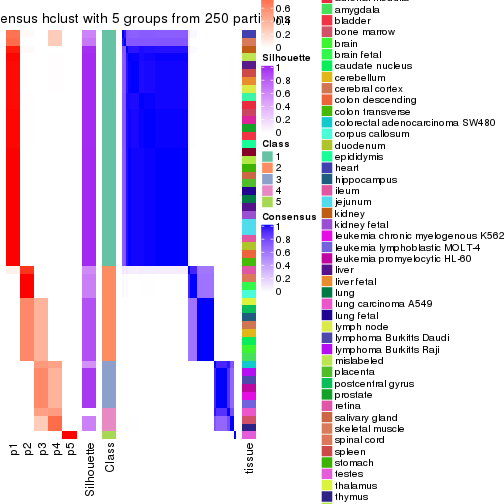 ensus hclust with 5 groups from 250 parti
p1
p2
p3
p4
p5
Silhouette
Class
tissue
0.6
0.4
0.2
0
Silhouette
1
0.8
0.6
0.4
0.2
0
Class
1
2
3
4
5
Consensus
1
0.8
0.6
0.4
0.2
0
amygdala
bladder
bone marrow
brain
brain fetal
caudate nucleus
cerebellum
cerebral cortex
colon descending
colon transverse
colorectal adenocarcinoma SW480
corpus callosum
duodenum
epididymis
heart
hippocampus
ileum
jejunum
kidney
kidney fetal
leukemia chronic myelogenous K562
leukemia lymphoblastic MOLT-4
leukemia promyelocytic HL-60
liver
liver fetal
lung
lung carcinoma A549
lung fetal
lymph node
lymphoma Burkitts Daudi
lymphoma Burkitts Raji
mislabeled
placenta
postcentral gyrus
prostate
retina
salivary gland
skeletal muscle
spinal cord
spleen
stomach
testes
thalamus
thymus